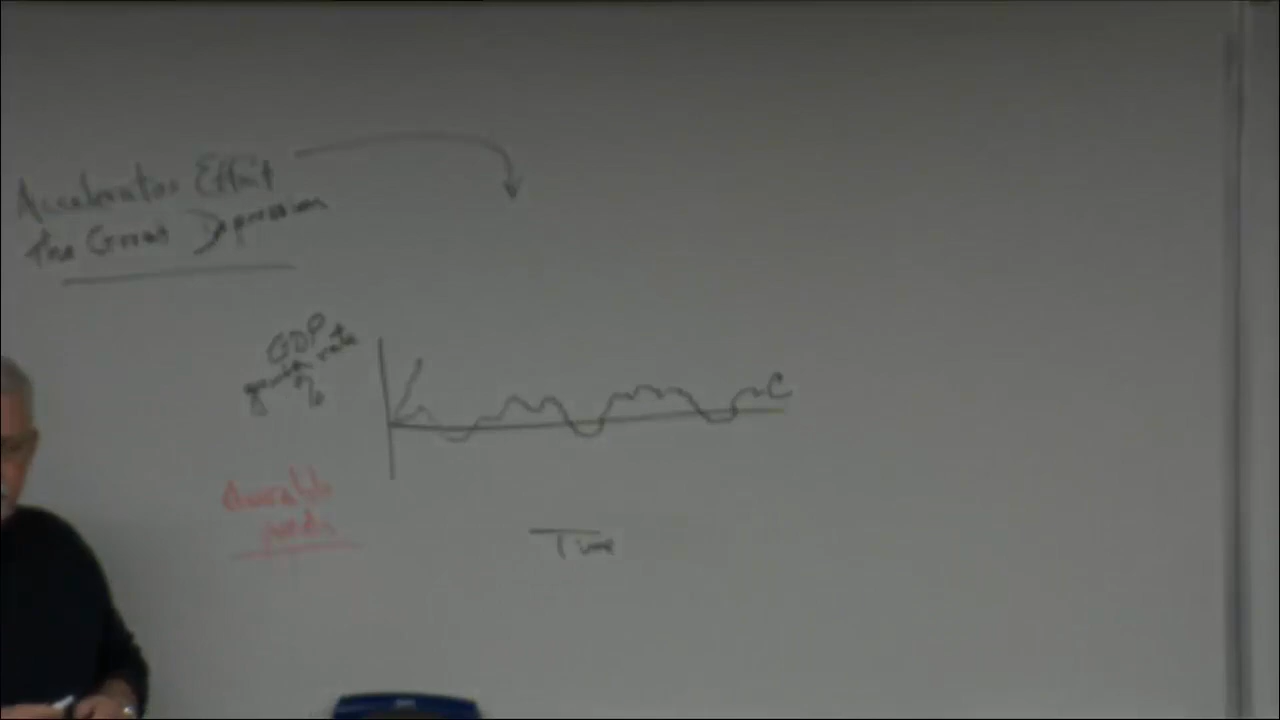 Accelerator Effect
The Great Depression
GDP
growth rate
%
C
durable
goods
Time